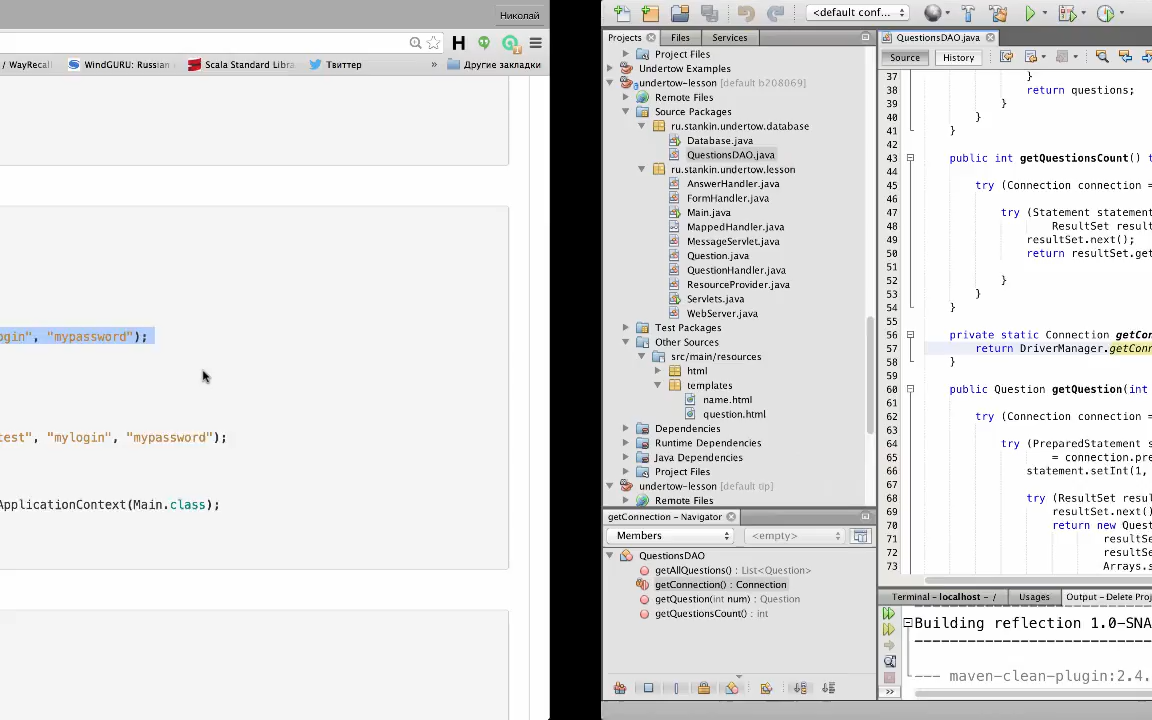 Николай
/ WayRecall
WindGURU: Russian
Scala Standard Libra
Твиттер
»
Другие закладки
ogin", "mypassword");
test", "mylogin", "mypassword");
ApplicationContext(Main.class);
<default conf...
Projects
Files
Services
Project Files
Undertow Examples
undertow-lesson [default b208069]
Remote Files
Source Packages
ru.stankin.undertow.database
Database.java
QuestionsDAO.java
ru.stankin.undertow.lesson
AnswerHandler.java
FormHandler.java
Main.java
MappedHandler.java
MessageServlet.java
Question.java
QuestionHandler.java
ResourceProvider.java
Servlets.java
WebServer.java
Test Packages
Other Sources
src/main/resources
html
templates
name.html
question.html
Dependencies
Runtime Dependencies
Java Dependencies
Project Files
undertow-lesson [default tip]
Remote Files
getConnection - Navigator
Members
<empty>
QuestionsDAO
getAllQuestions() : List<Question>
getConnection() : Connection
getQuestion(int num) : Question
getQuestionsCount() : int
QuestionsDAO.java
Source
History
37 }
38 return questions;
39 }
40 }
41 }
42
43 public int getQuestionsCount() t
44
45 try (Connection connection =
46
47 try (Statement statement
48 ResultSet result
49 resultSet.next();
50 return resultSet.get
51
52 }
53 }
54 }
55
56 private static Connection getCon
57 return DriverManager.getConn
58 }
59
60 public Question getQuestion(int
61
62 try (Connection connection =
63
64 try (PreparedStatement s
65 = connection.pre
66 statement.setInt(1,
67
68 try (ResultSet resul
69 resultSet.next()
70 return new Quest
71 resultSe
72 resultSe
73 Arrays.s
Terminal - localhost - /
Usages
Output - Delete Proj
Building reflection 1.0-SNA
------------------------
--- maven-clean-plugin:2.4.